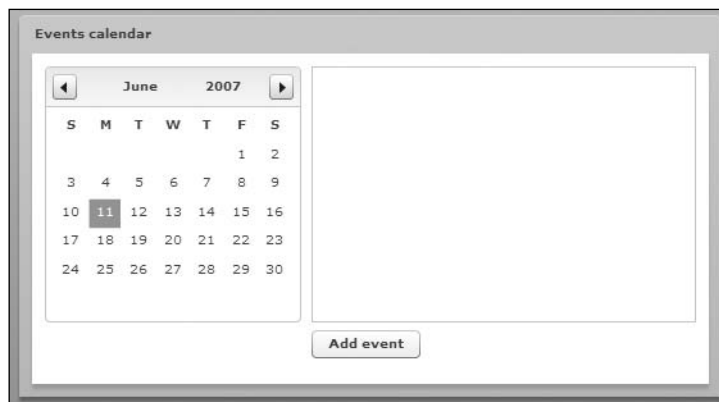 Events calendar
June 2007
S M T W T F S
1 2
3 4 5 6 7 8 9
10 11 12 13 14 15 16
17 18 19 20 21 22 23
24 25 26 27 28 29 30
Add event